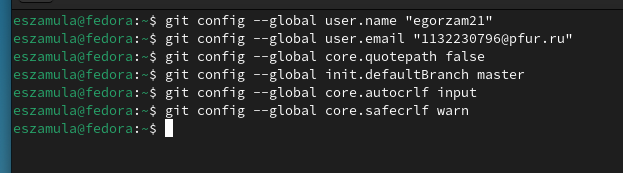 eszamula@fedora:~$ git config --global user.name "egorzam21"
eszamula@fedora:~$ git config --global user.email "1132230796@pfur.ru"
eszamula@fedora:~$ git config --global core.quotepath false
eszamula@fedora:~$ git config --global init.defaultBranch master
eszamula@fedora:~$ git config --global core.autocrlf input
eszamula@fedora:~$ git config --global core.safecrlf warn
eszamula@fedora:~$